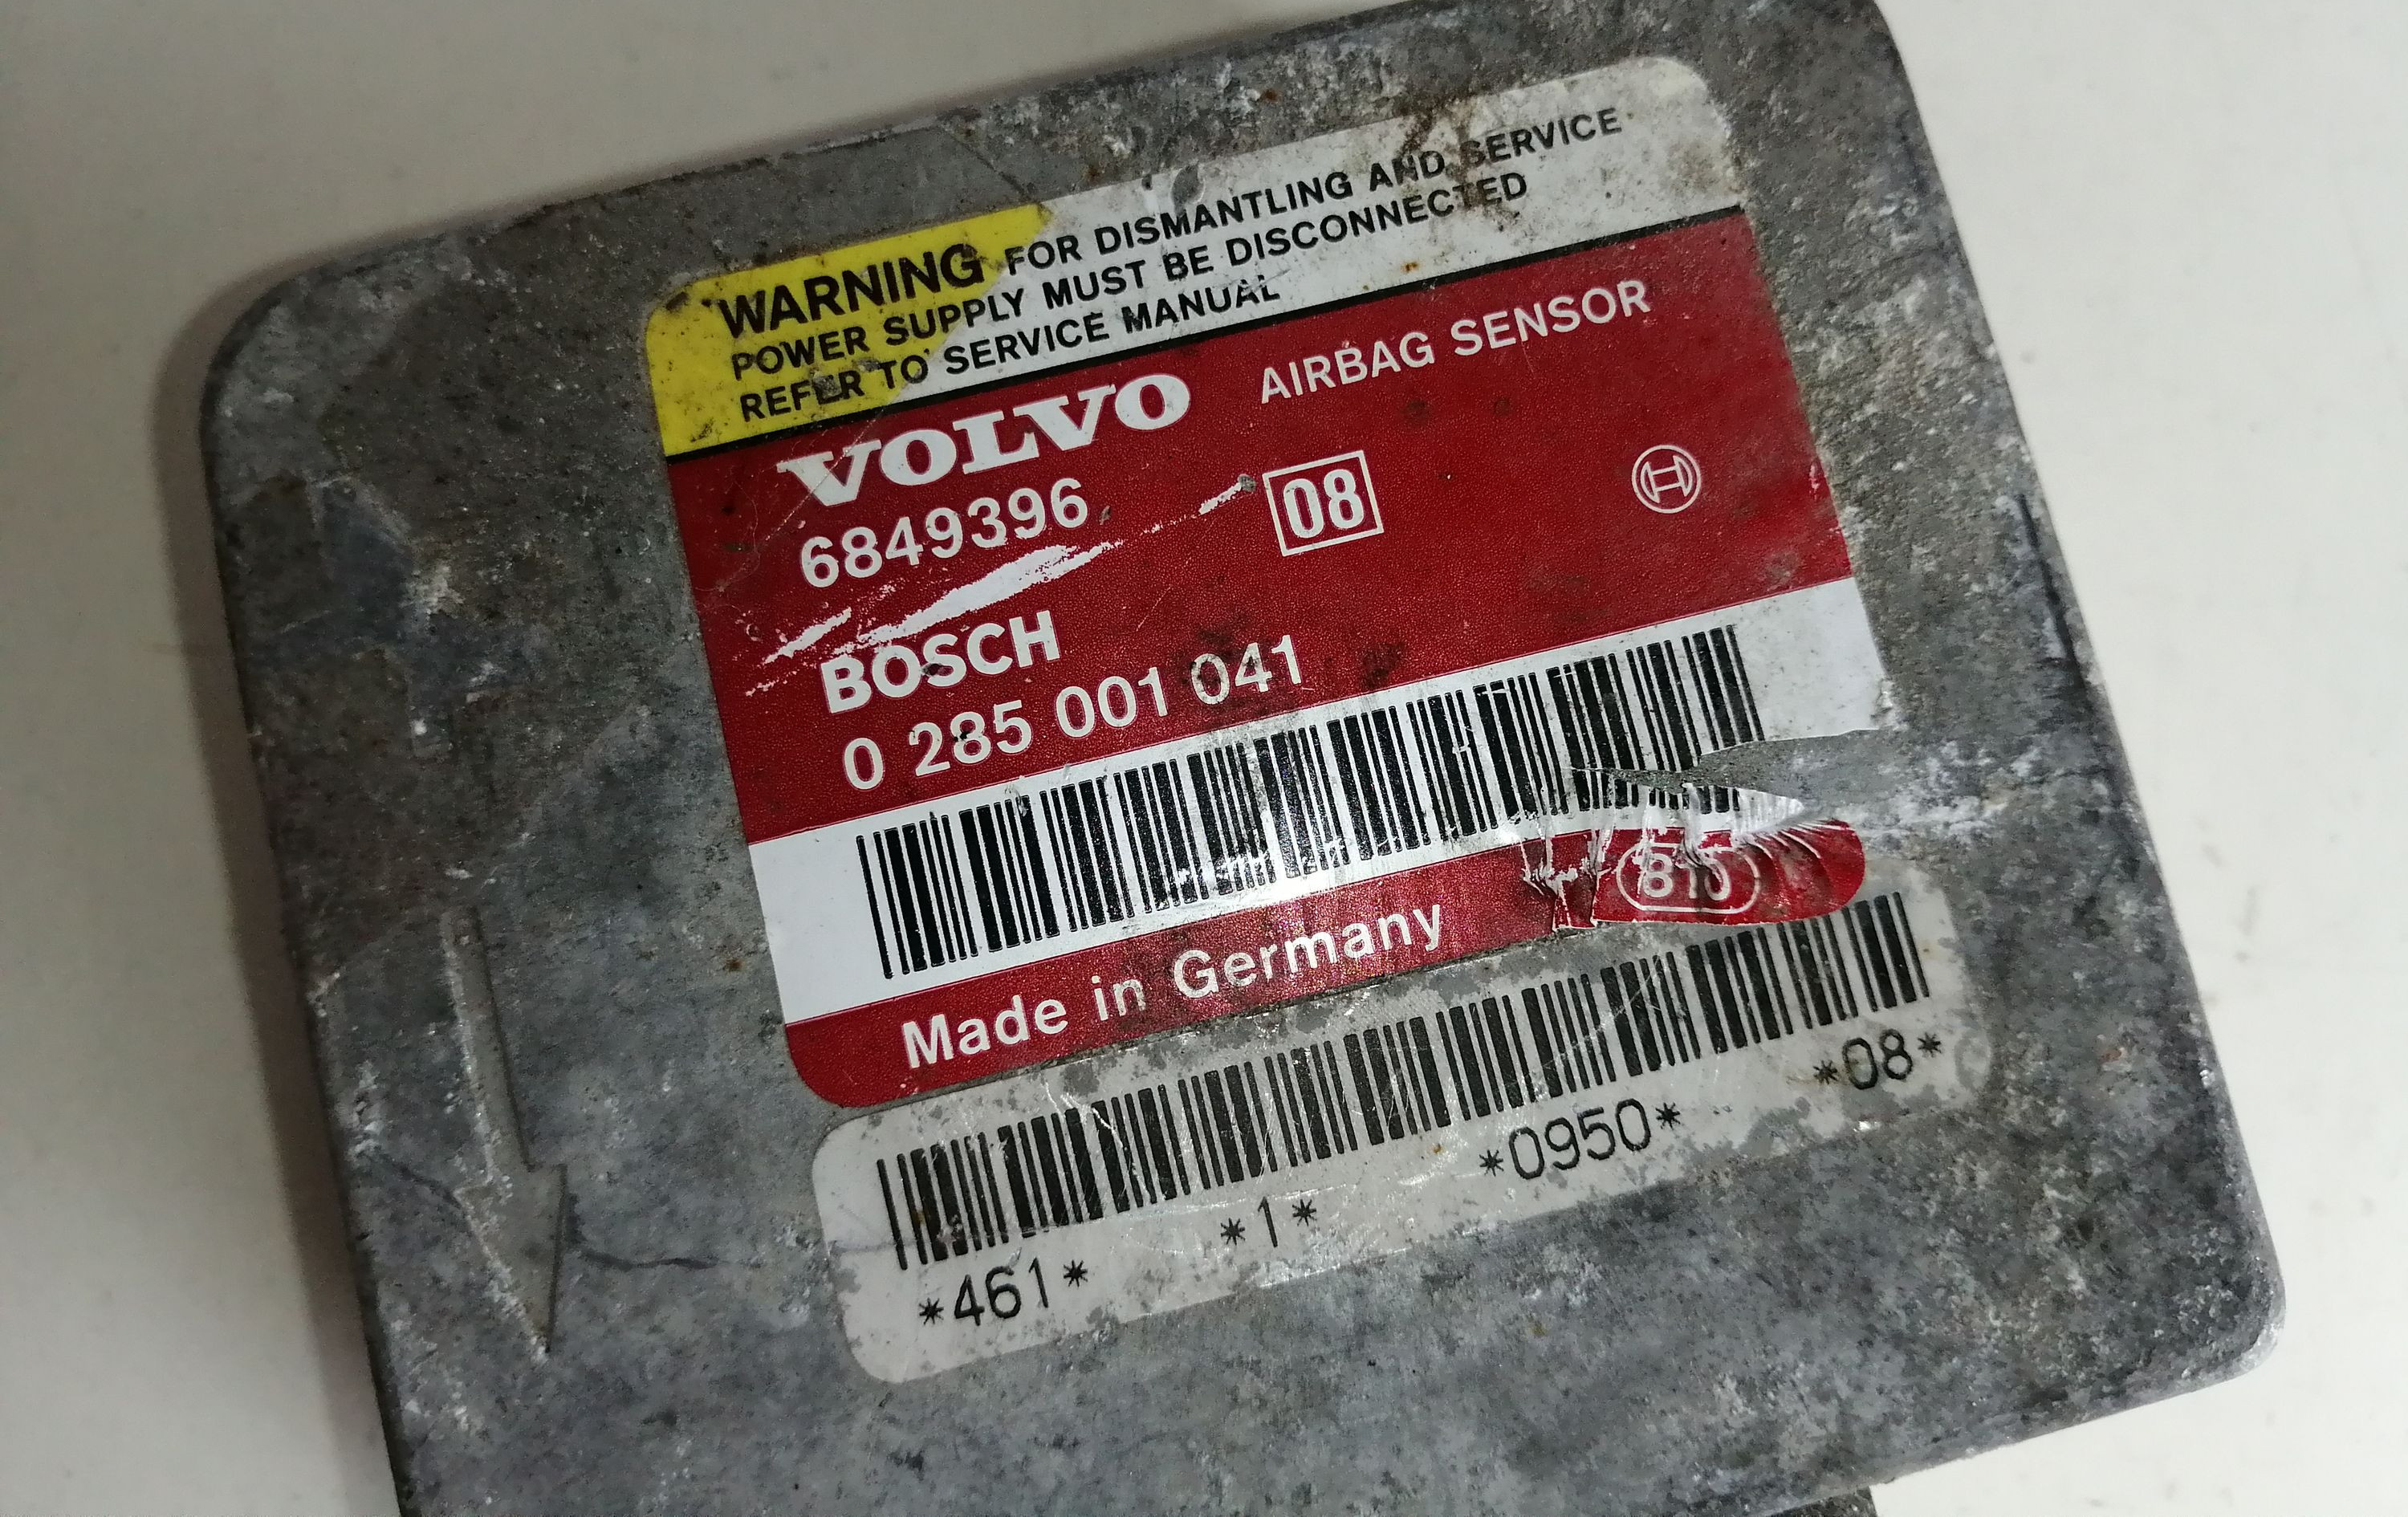 WARNING FOR DISMANTLING AND SERVICE
POWER SUPPLY MUST BE DISCONNECTED
REFER TO SERVICE MANUAL
VOLVO AIRBAG SENSOR
6849396 08
BOSCH
0 285 001 041
Made in Germany
*461* *1* *0950* *08*